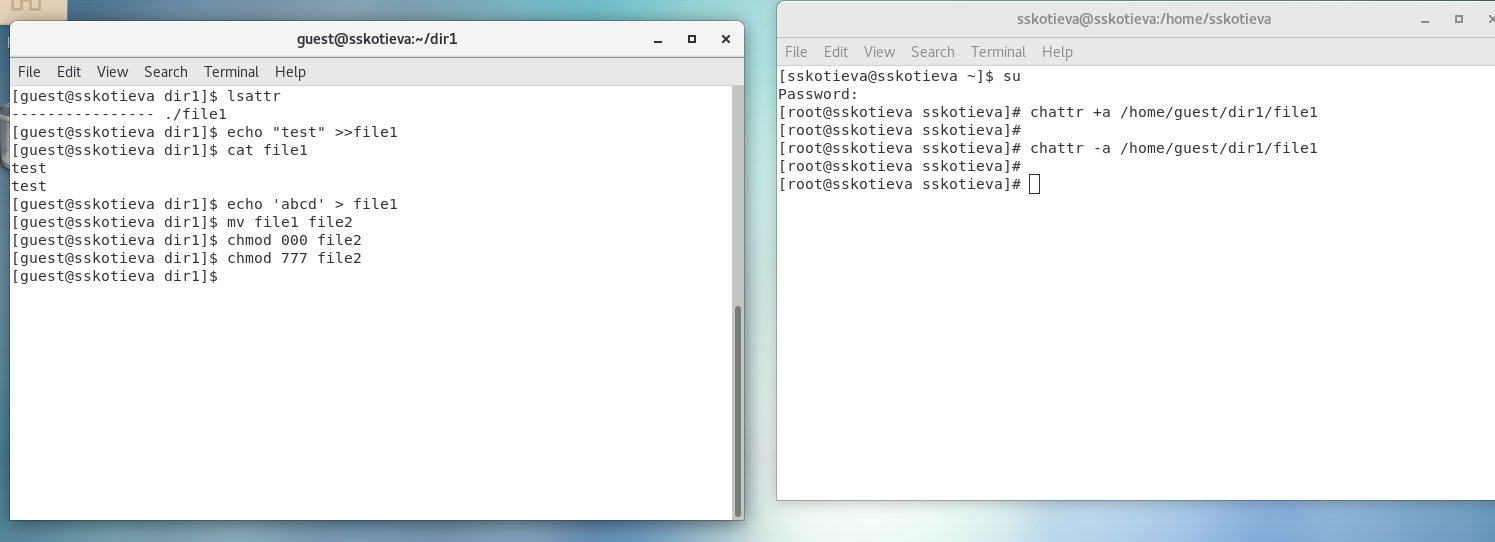 guest@sskotieva:~/dir1
File Edit View Search Terminal Help
[guest@sskotieva dir1]$ lsattr
---------------- ./file1
[guest@sskotieva dir1]$ echo "test" >>file1
[guest@sskotieva dir1]$ cat file1
test
test
[guest@sskotieva dir1]$ echo 'abcd' > file1
[guest@sskotieva dir1]$ mv file1 file2
[guest@sskotieva dir1]$ chmod 000 file2
[guest@sskotieva dir1]$ chmod 777 file2
[guest@sskotieva dir1]$
sskotieva@sskotieva:/home/sskotieva
File Edit View Search Terminal Help
[sskotieva@sskotieva ~]$ su
Password:
[root@sskotieva sskotieva]# chattr +a /home/guest/dir1/file1
[root@sskotieva sskotieva]#
[root@sskotieva sskotieva]# chattr -a /home/guest/dir1/file1
[root@sskotieva sskotieva]#
[root@sskotieva sskotieva]#